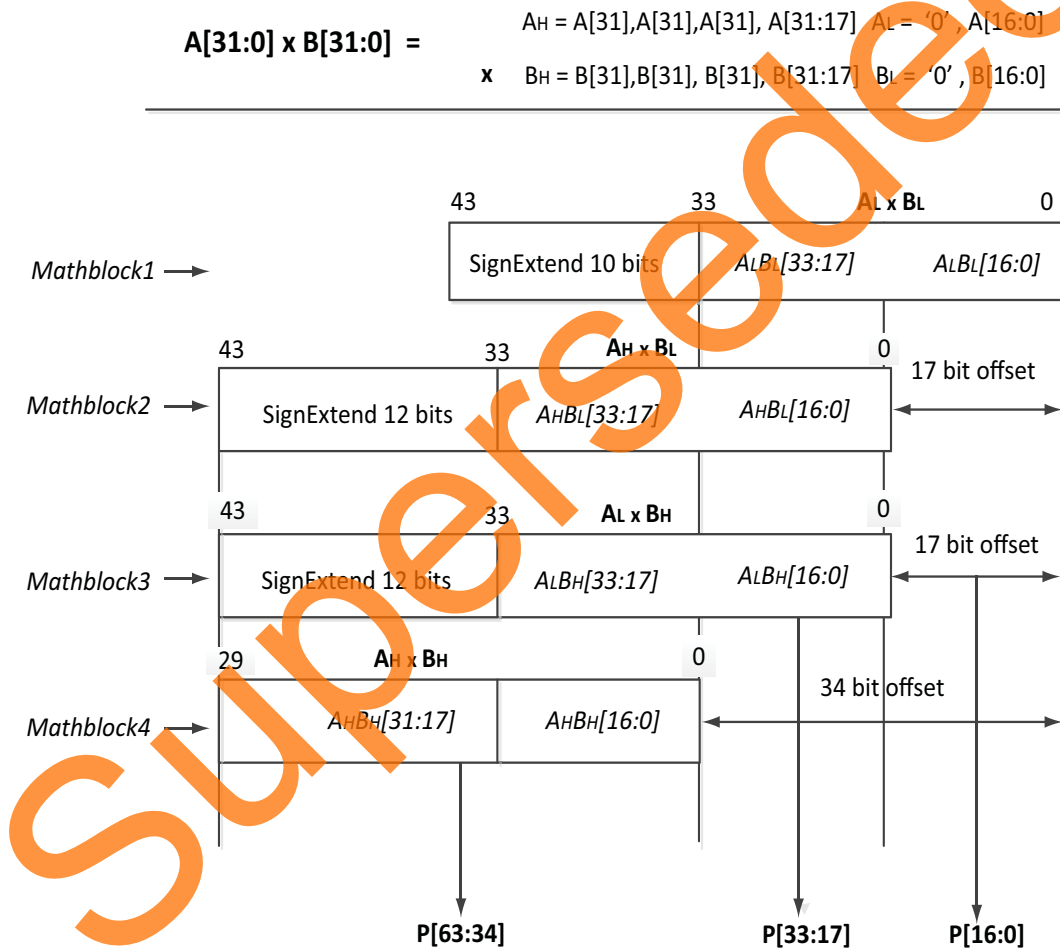 A[31:0] x B[31:0] =
AH = A[31],A[31],A[31], A[31:17] AL = ‘0’ , A[16:0]
x BH = B[31],B[31], B[31], B[31:17] BL = ‘0’ , B[16:0]
43 33 AL x BL 0
Mathblock1 SignExtend 10 bits ALBL[33:17] ALBL[16:0]
43 33 AH x BL 0
17 bit offset
Mathblock2 SignExtend 12 bits AHBL[33:17] AHBL[16:0]
43 33 AL x BH 0
17 bit offset
Mathblock3 SignExtend 12 bits ALBH[33:17] ALBH[16:0]
29 AH x BH 0
34 bit offset
Mathblock4 AHBH[31:17] AHBH[16:0]
P[63:34] P[33:17] P[16:0]
Superseded